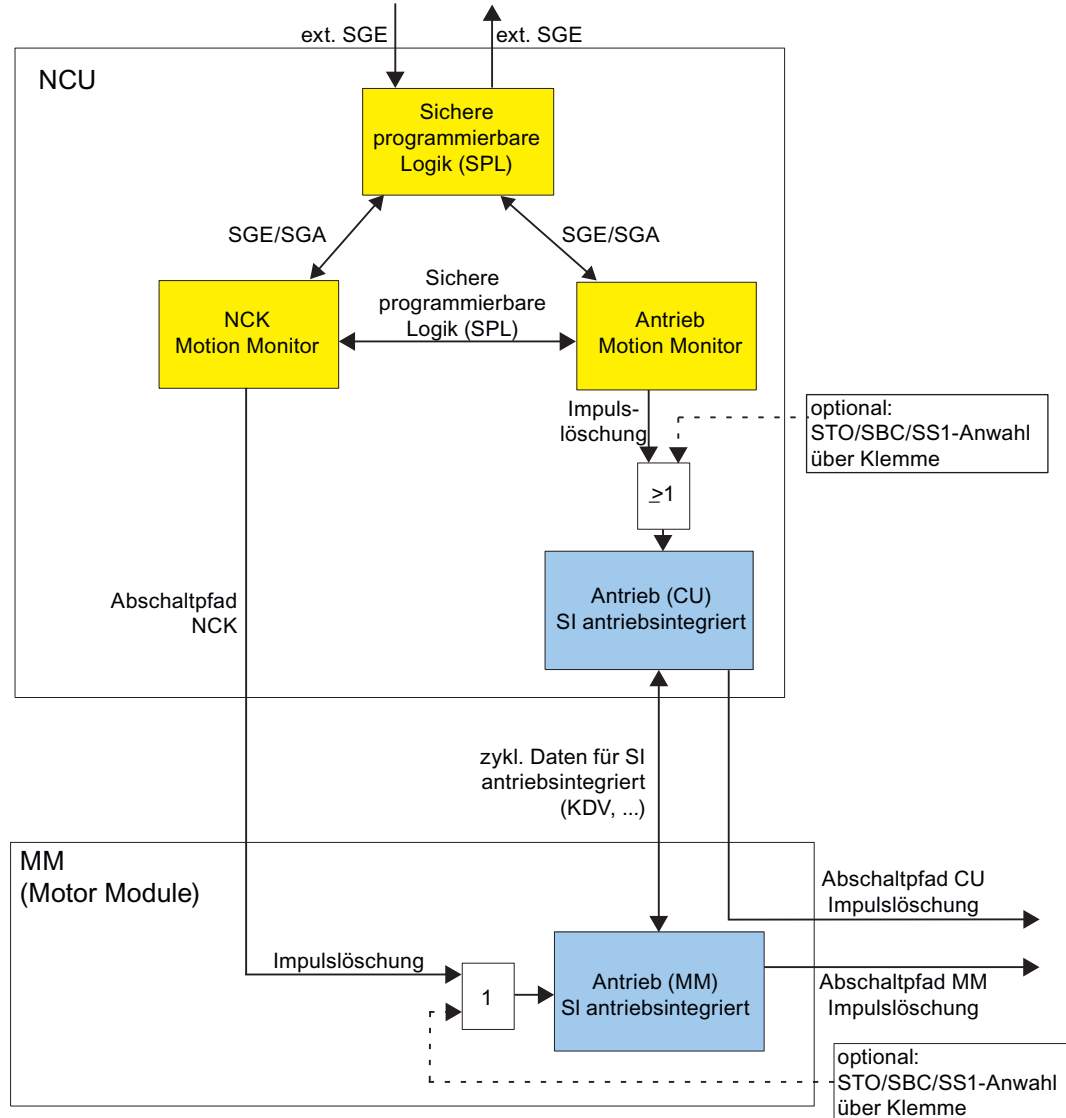 ext. SGE
ext. SGE
NCU
Sichere
programmierbare
Logik (SPL)
SGE/SGA
SGE/SGA
Sichere
programmierbare
Logik (SPL)
NCK
Motion Monitor
Antrieb
Motion Monitor
Impuls-
löschung
optional:
STO/SBC/SS1-Anwahl
über Klemme
≥1
Antrieb (CU)
SI antriebsintegriert
Abschaltpfad
NCK
zykl. Daten für SI
antriebsintegriert
(KDV, ...)
MM
(Motor Module)
Abschaltpfad CU
Impulslöschung
Impulslöschung
1
Antrieb (MM)
SI antriebsintegriert
Abschaltpfad MM
Impulslöschung
optional:
STO/SBC/SS1-Anwahl
über Klemme